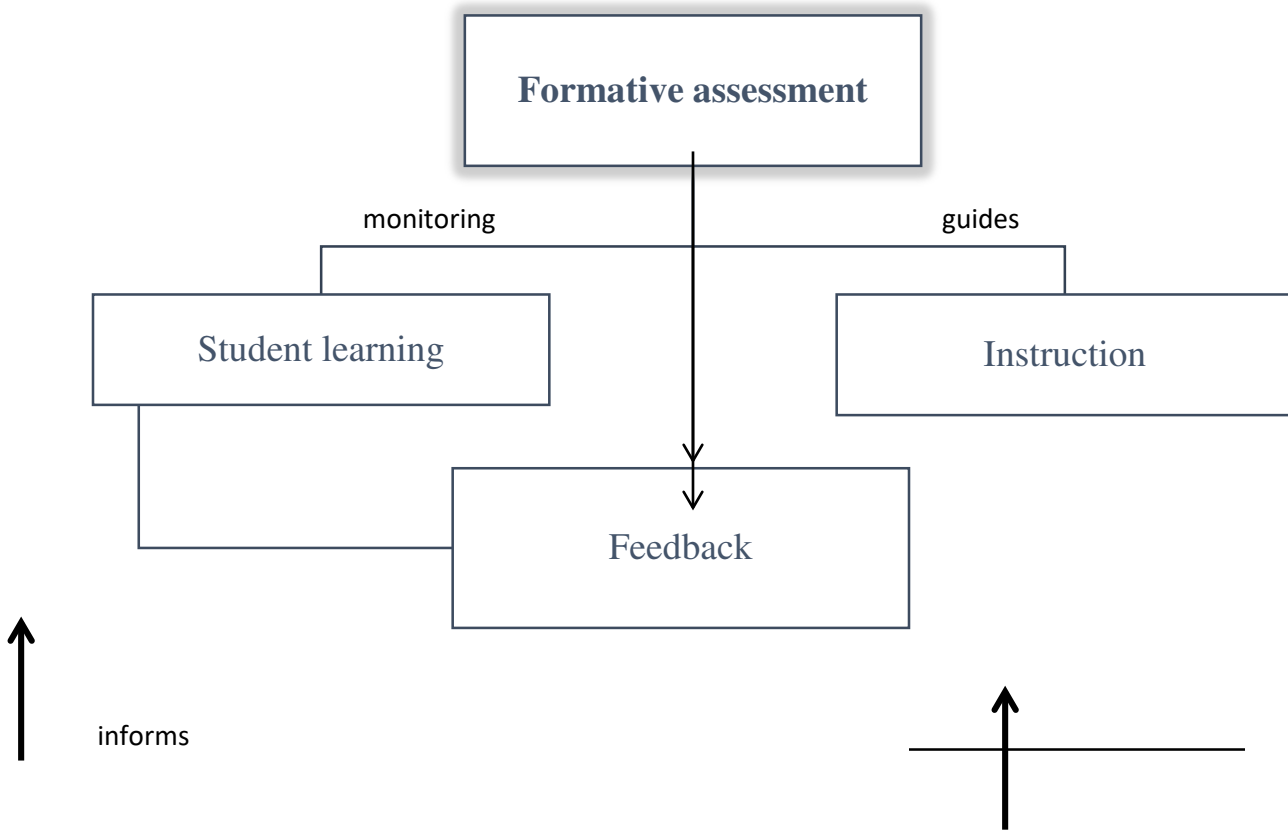 Formative assessment
monitoring
guides
Student learning
Instruction
Feedback
informs